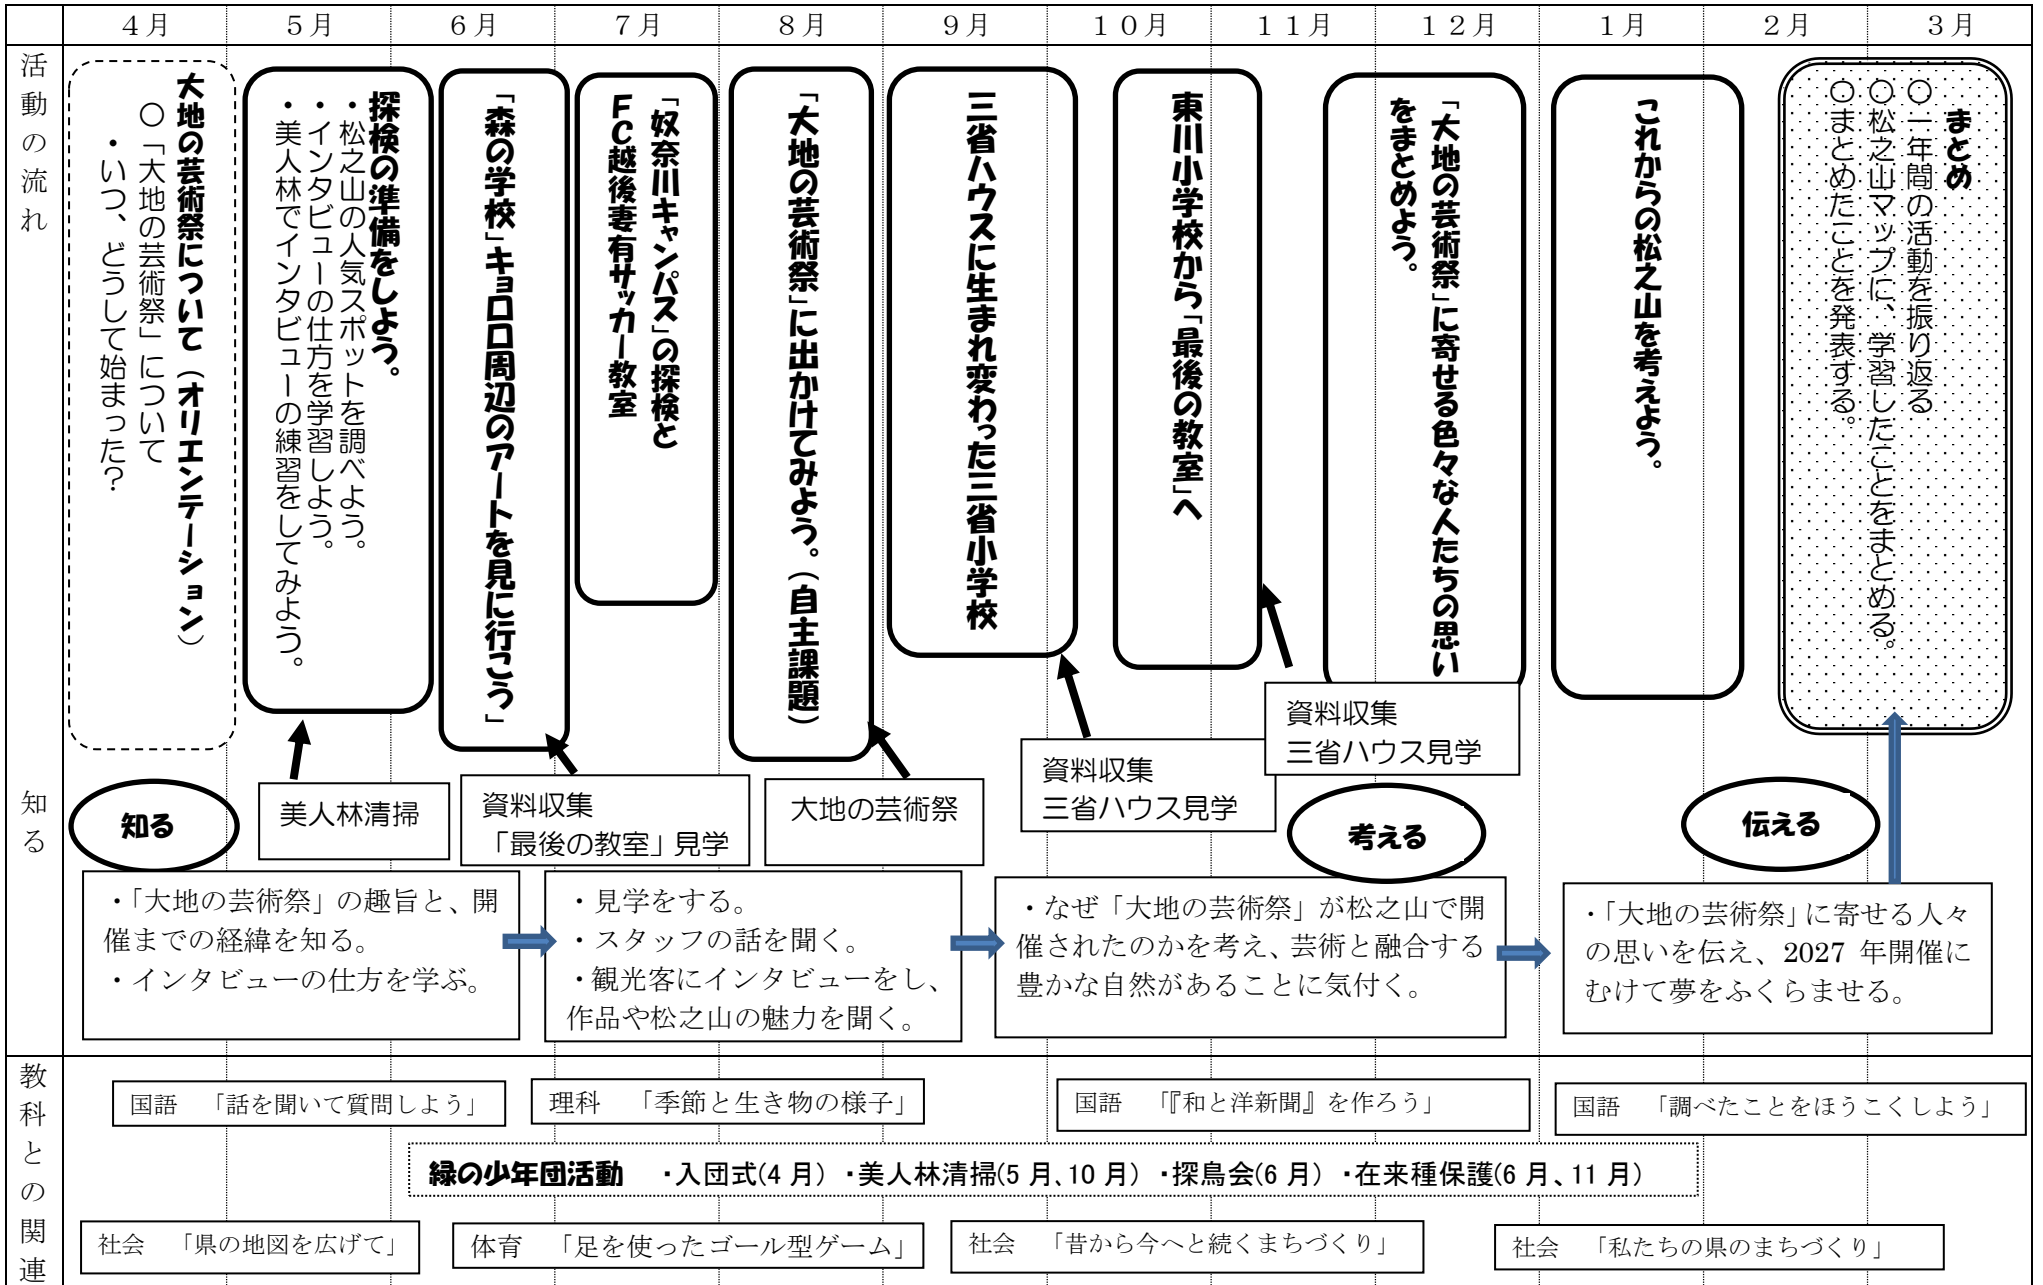 ４月
５月
６月
７月
８月
９月
１０月
１１月
１２月
１月
２月
３月
活動の流れ
大地の芸術祭について（オリエンテーション）
○「大地の芸術祭」について
・いつ、どうして始まった？
探検の準備をしよう。
・松之山の人気スポットを調べよう。
・インタビューの仕方を学習しよう。
・美人林でインタビューの練習をしてみよう。
「森の学校」キョロロ周辺のアートを見に行こう」
「奴奈川キャンパス」の探検と
ＦＣ越後妻有サッカー教室
「大地の芸術祭」に出かけてみよう。（自主課題）
三省ハウスに生まれ変わった三省小学校
東川小学校から「最後の教室」へ
「大地の芸術祭」に寄せる色々な人たちの思い
をまとめよう。
これからの松之山を考えよう。
まとめ
○一年間の活動を振り返る
○松之山マップに、学習したことをまとめる。
○まとめたことを発表する。
美人林清掃
資料収集
「最後の教室」見学
大地の芸術祭
資料収集
三省ハウス見学
資料収集
三省ハウス見学
知る
知る
考える
伝える
・「大地の芸術祭」の趣旨と、開
催までの経緯を知る。
・インタビューの仕方を学ぶ。
・見学をする。
・スタッフの話を聞く。
・観光客にインタビューをし、
作品や松之山の魅力を聞く。
・なぜ「大地の芸術祭」が松之山で開
催されたのかを考え、芸術と融合する
豊かな自然があることに気付く。
・「大地の芸術祭」に寄せる人々
の思いを伝え、2027 年開催に
むけて夢をふくらませる。
教科との関連
国語　「話を聞いて質問しよう」
理科　「季節と生き物の様子」
国語　「『和と洋新聞』を作ろう」
国語　「調べたことをほうこくしよう」
緑の少年団活動　・入団式(4 月)　・美人林清掃(5 月、10 月)　・探鳥会(6 月)　・在来種保護(6 月、11 月)
社会　「県の地図を広げて」
体育　「足を使ったゴール型ゲーム」
社会　「昔から今へと続くまちづくり」
社会　「私たちの県のまちづくり」